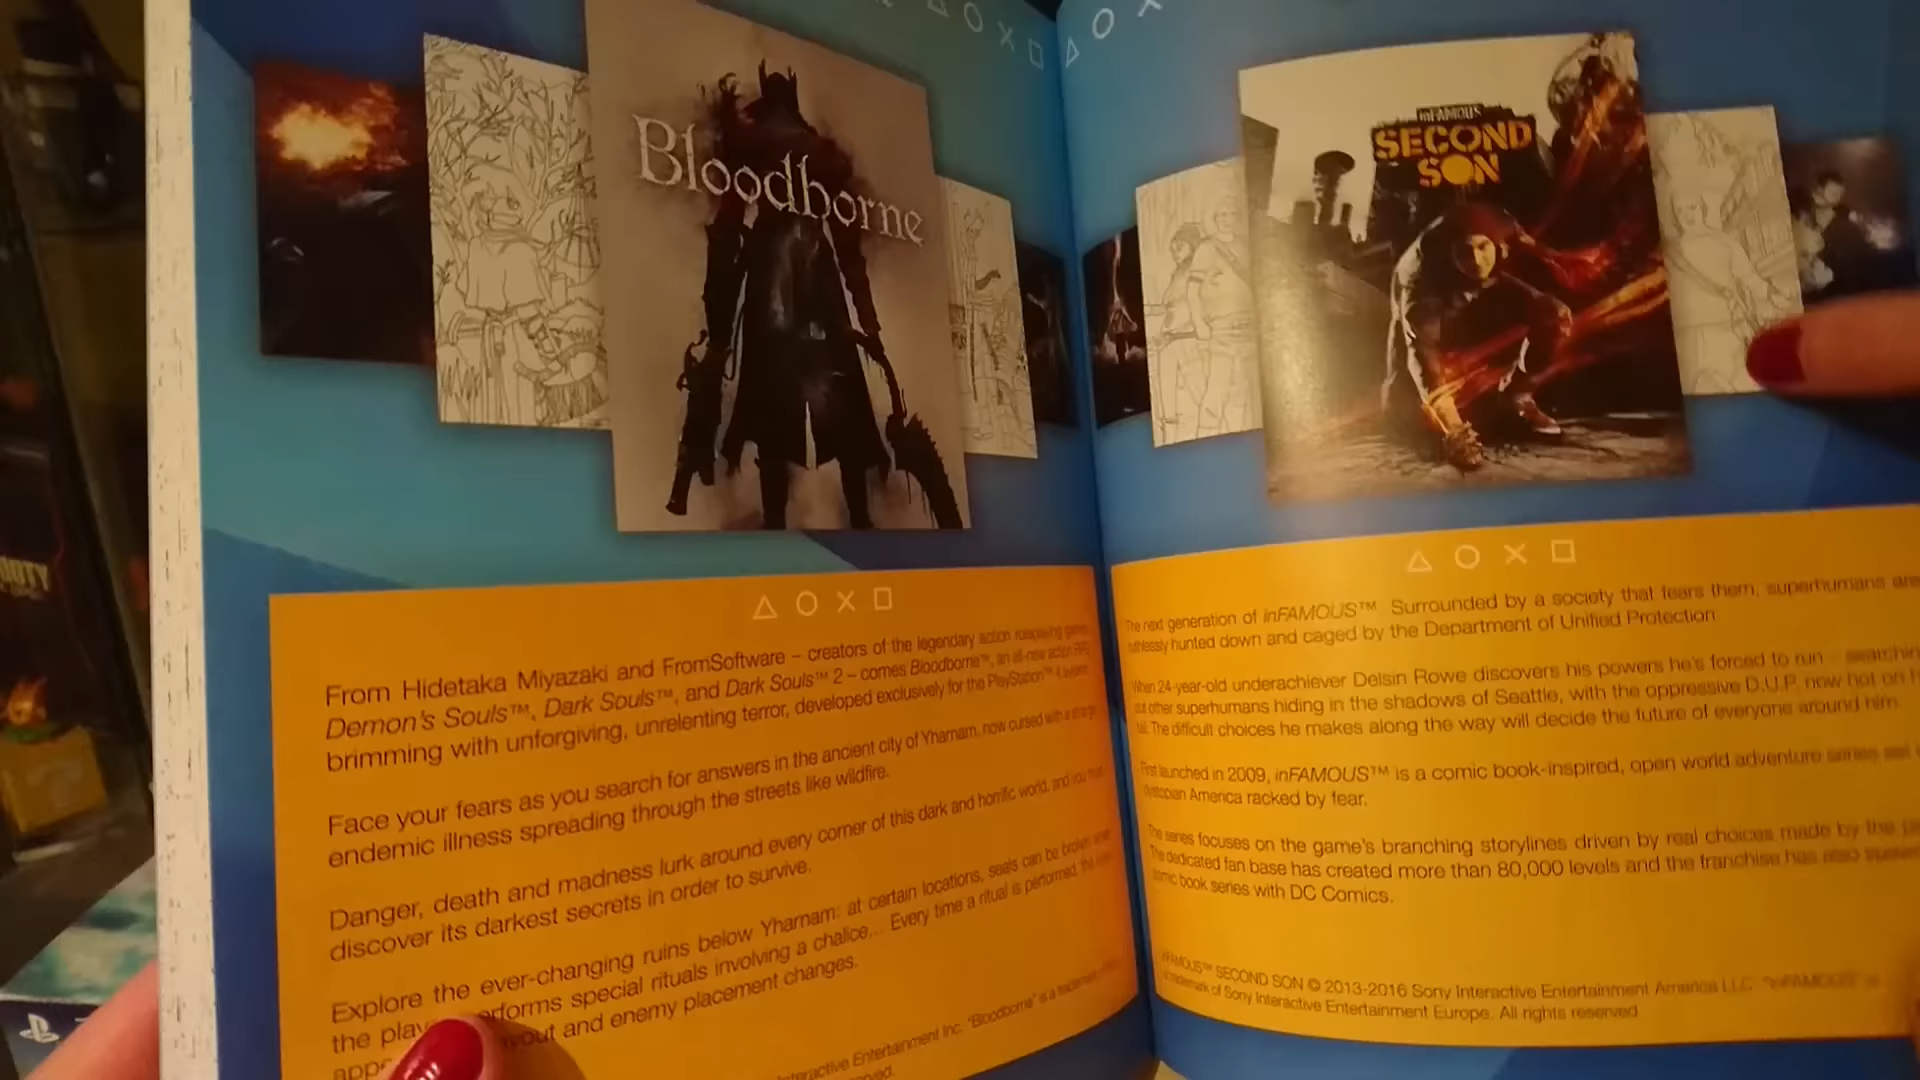 Bloodborne
From Hidetaka Miyazaki and FromSoftware – creators of the legendary action roleplaying games
Demon's Souls™, Dark Souls™, and Dark Souls™ 2 – comes Bloodborne™, an all-new action RPG
brimming with unforgiving, unrelenting terror, developed exclusively for the PlayStation™ 4 system.
Face your fears as you search for answers in the ancient city of Yharnam, now cursed with a strange
endemic illness spreading through the streets like wildfire.
Danger, death and madness lurk around every corner of this dark and horrific world, and you must
discover its darkest secrets in order to survive.
Explore the ever-changing ruins below Yharnam: at certain locations, seals can be broken when
the forms special rituals involving a chalice... Every time a ritual is performed, the
and enemy placement changes.
Interactive Entertainment Inc. "Bloodborne" is a
inFAMOUS
SECOND
SON
The next generation of inFAMOUS™. Surrounded by a society that fears them, superhumans are
hunted down and caged by the Department of Unified Protection
When 24-year-old underachiever Delsin Rowe discovers his powers he's forced to run – searching
out other superhumans hiding in the shadows of Seattle, with the oppressive D.U.P. now hot on
The difficult choices he makes along the way will decide the future of everyone around him.
First launched in 2009, inFAMOUS™ is a comic book-inspired, open world adventure series set
dystopian America racked by fear.
The series focuses on the game's branching storylines driven by real choices made by the
The dedicated fan base has created more than 80,000 levels and the franchise has also
comic book series with DC Comics.
inFAMOUS™ SECOND SON © 2013-2016 Sony Interactive Entertainment America LLC. "inFAMOUS" is
a trademark of Sony Interactive Entertainment Europe. All rights reserved